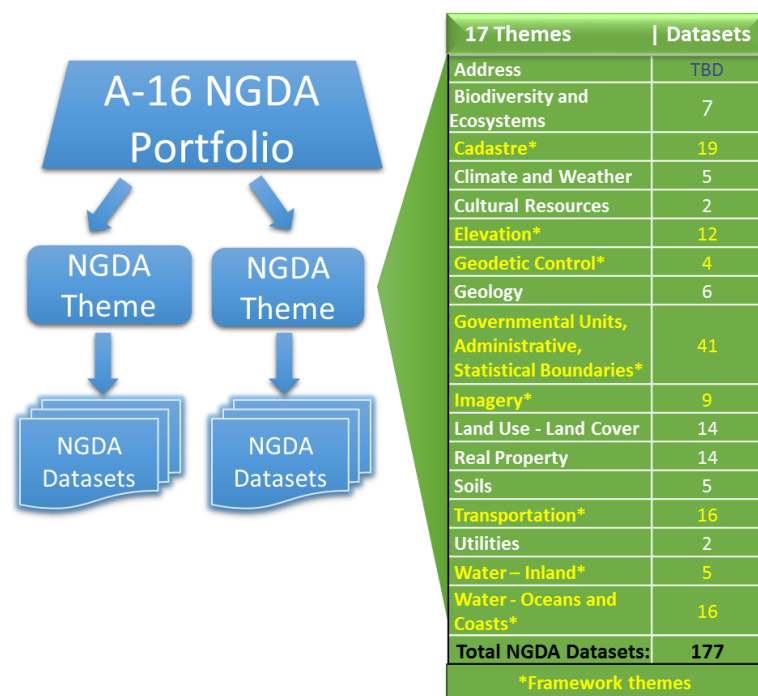 A-16 NGDA
Portfolio
NGDA
Theme
NGDA
Theme
NGDA
Datasets
NGDA
Datasets
17 Themes | Datasets
Address TBD
Biodiversity and
Ecosystems 7
Cadastre* 19
Climate and Weather 5
Cultural Resources 2
Elevation* 12
Geodetic Control* 4
Geology 6
Governmental Units,
Administrative, 41
Statistical Boundaries*
Imagery* 9
Land Use - Land Cover 14
Real Property 14
Soils 5
Transportation* 16
Utilities 2
Water – Inland* 5
Water - Oceans and
Coasts* 16
Total NGDA Datasets: 177
*Framework themes